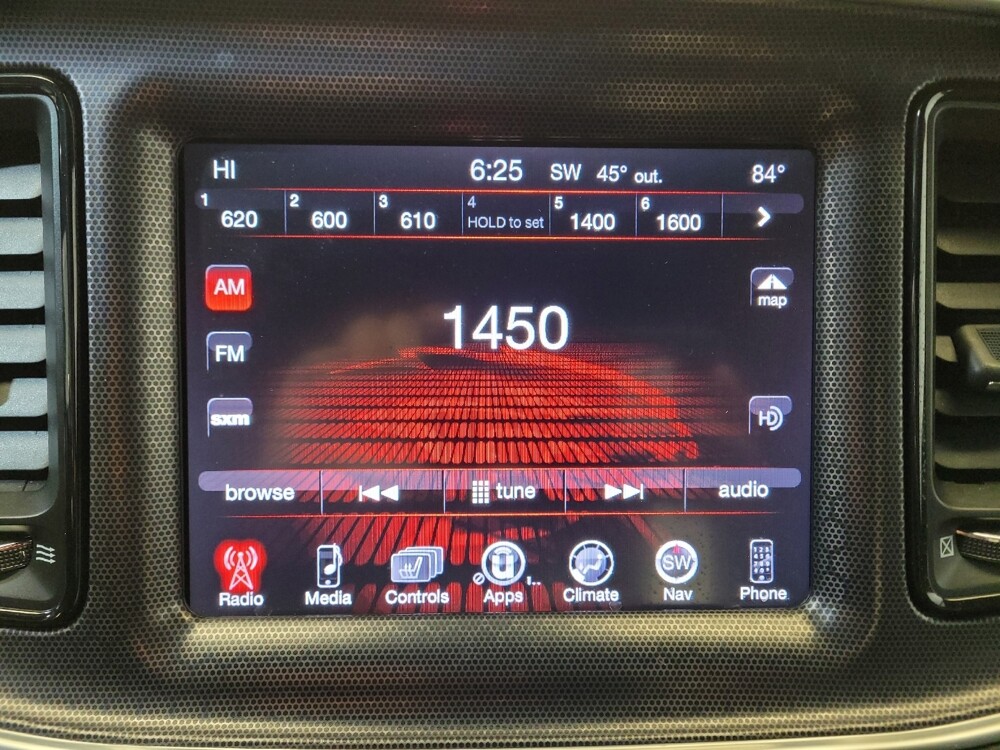 HI 6:25 SW 45° out. 84°
1 620 2 600 3 610 4 HOLD to set 5 1400 6 1600
AM
map
1450
FM
sxm
HD
browse tune audio
SW
Radio Media Controls Apps 1.. Climate Nav Phone